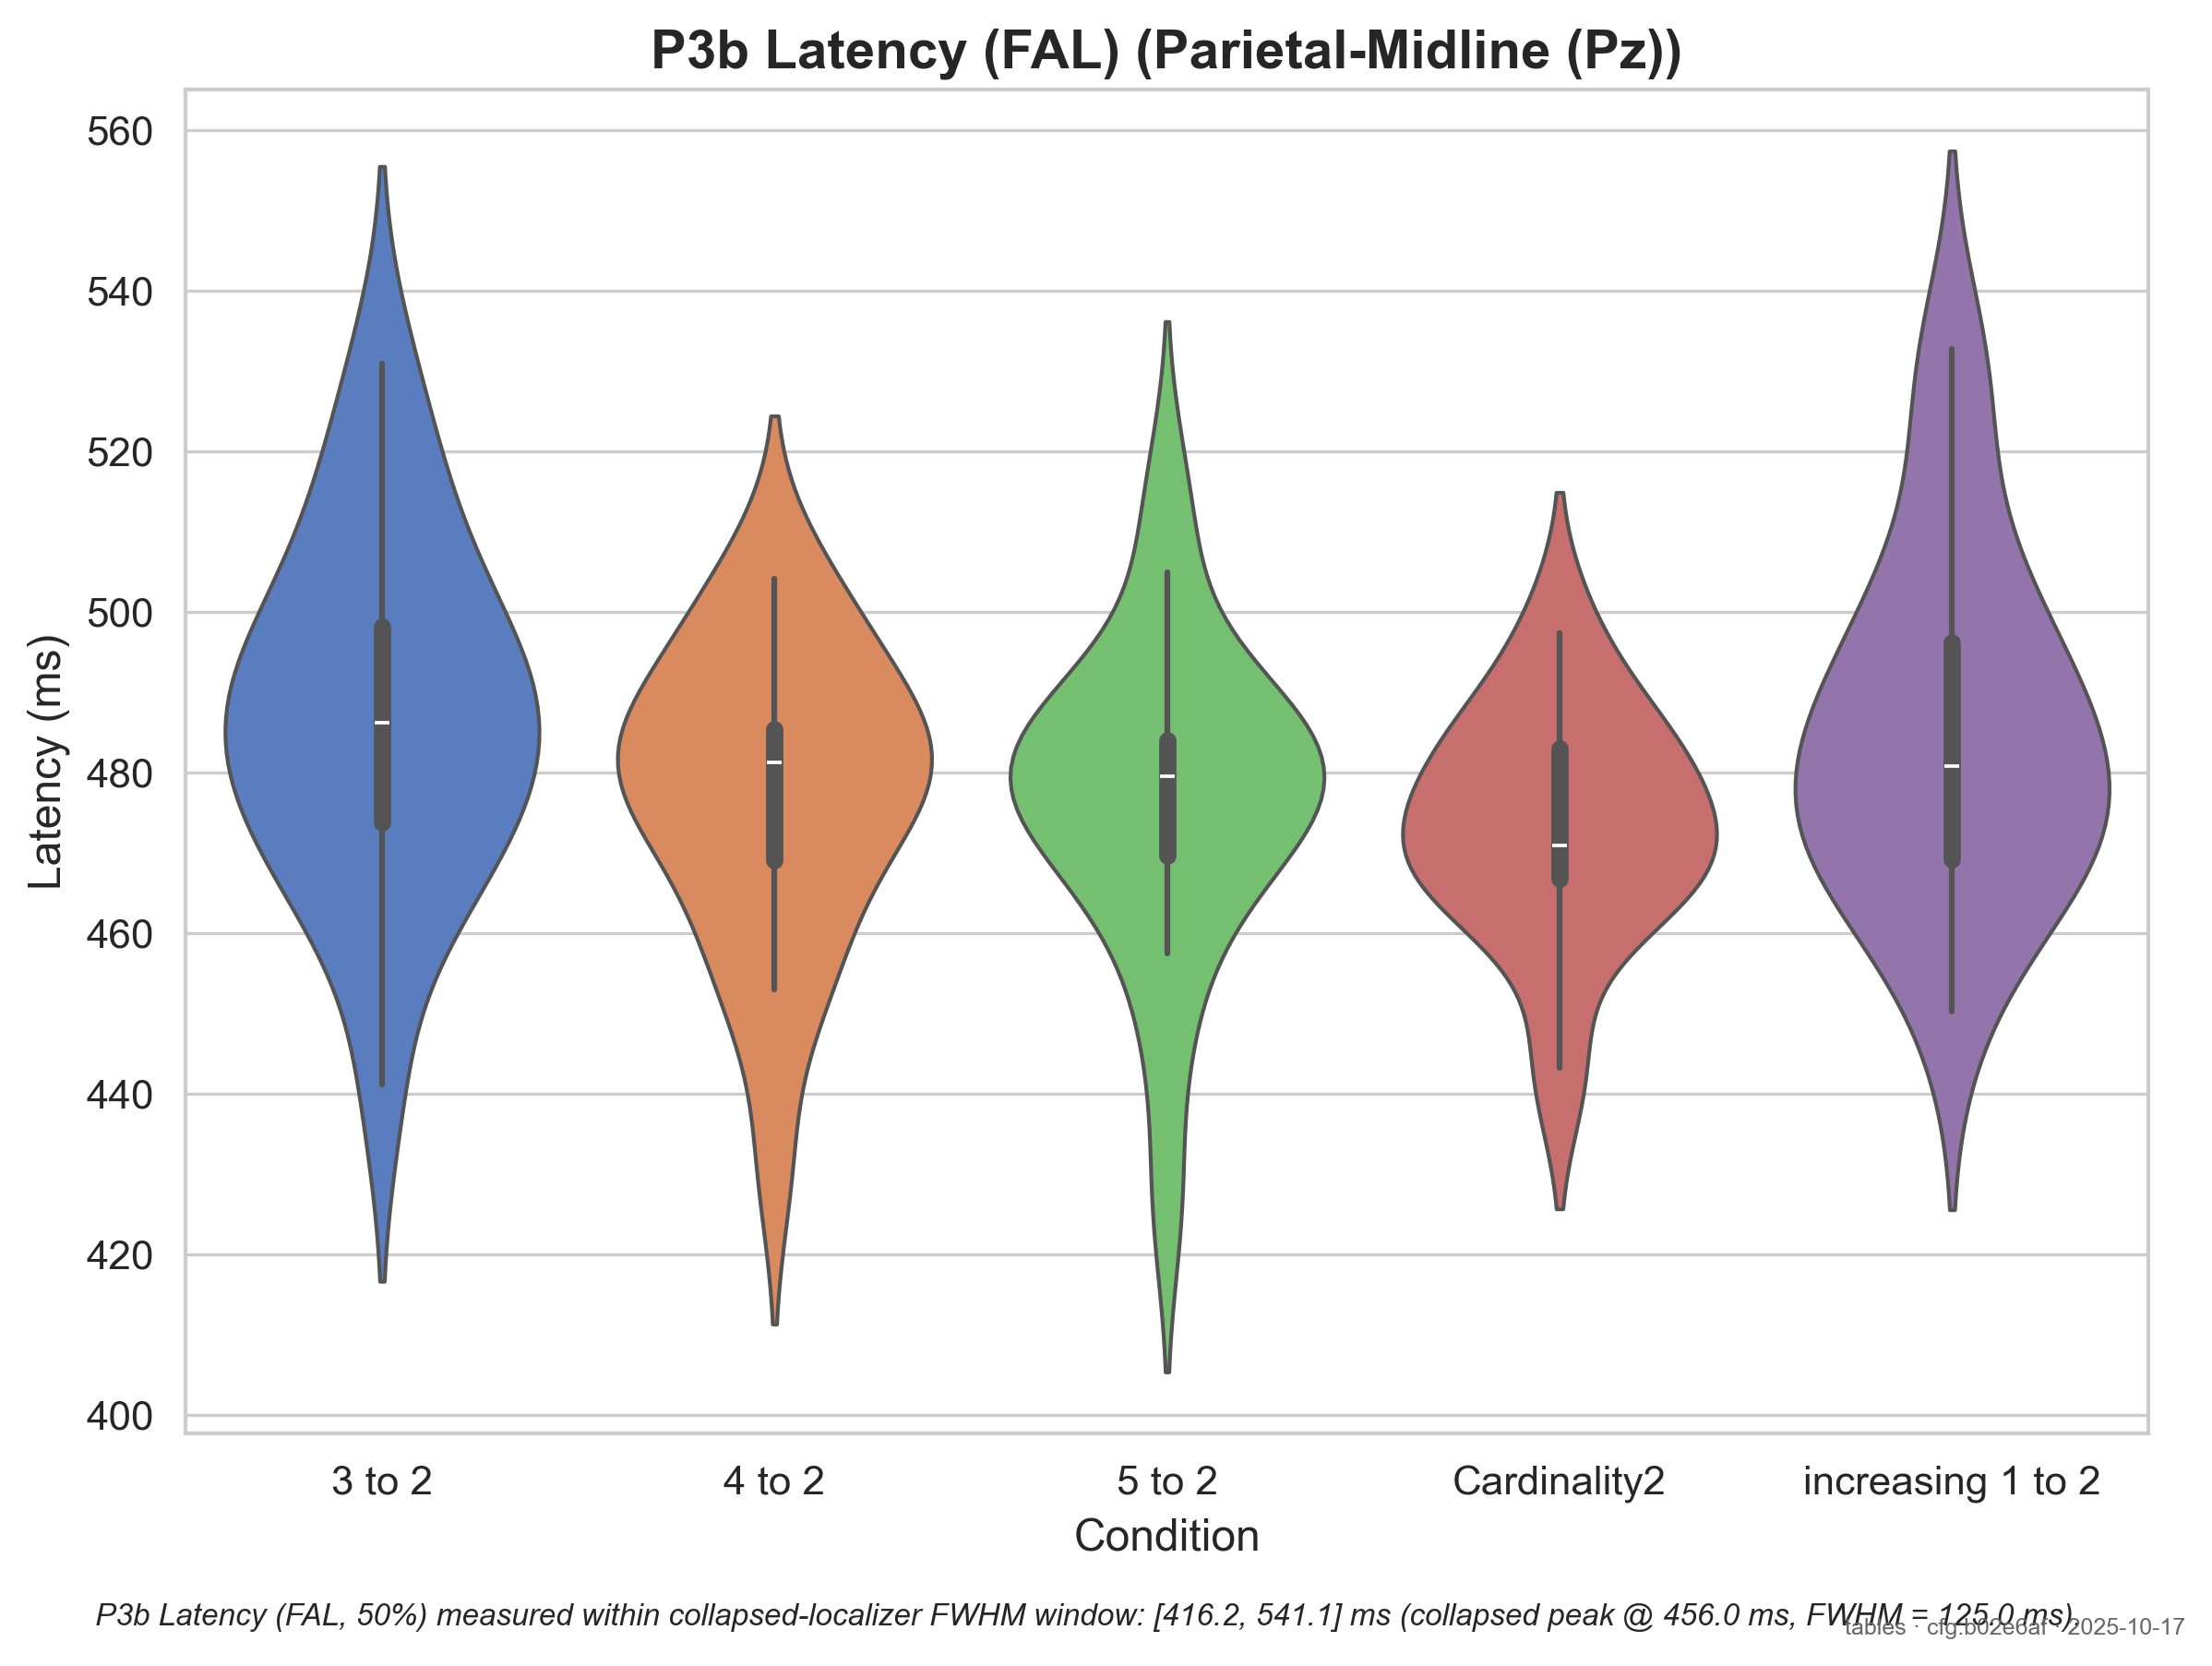 P3b Latency (FAL) (Parietal-Midline (Pz))
560
540
520
500
480
460
440
420
400
Latency (ms)
3 to 2
4 to 2
5 to 2
Cardinality2
increasing 1 to 2
Condition
P3b Latency (FAL, 50%) measured within collapsed-localizer FWHM window: [416.2, 541.1] ms (collapsed peak @ 456.0 ms, FWHM = 125.0 ms).
tables · cfg:b02e6af · 2025-10-17